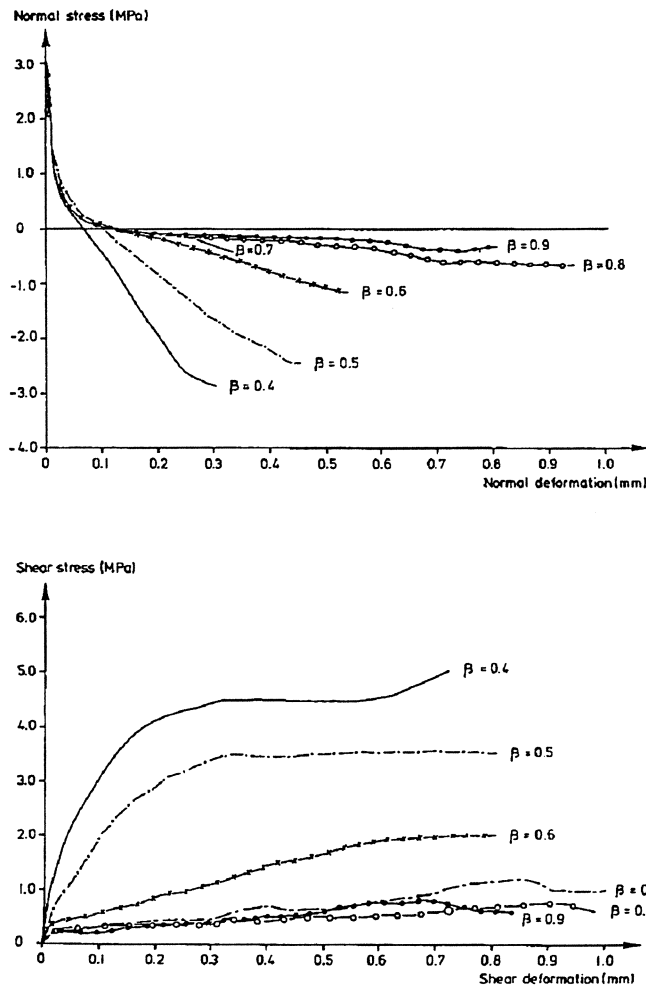 Normal stress (MPa)
3.0
2.0
1.0
0
-1.0
-2.0
-3.0
-4.0
β = 0.9
β = 0.8
β = 0.7
β = 0.6
β = 0.5
β = 0.4
0 0.1 0.2 0.3 0.4 0.5 0.6 0.7 0.8 0.9 1.0
Normal deformation (mm)
Shear stress (MPa)
6.0
5.0
4.0
3.0
2.0
1.0
0
β = 0.4
β = 0.5
β = 0.6
β = 0.
β = 0.
β = 0.9
0 0.1 0.2 0.3 0.4 0.5 0.6 0.7 0.8 0.9 1.0
Shear deformation (mm)